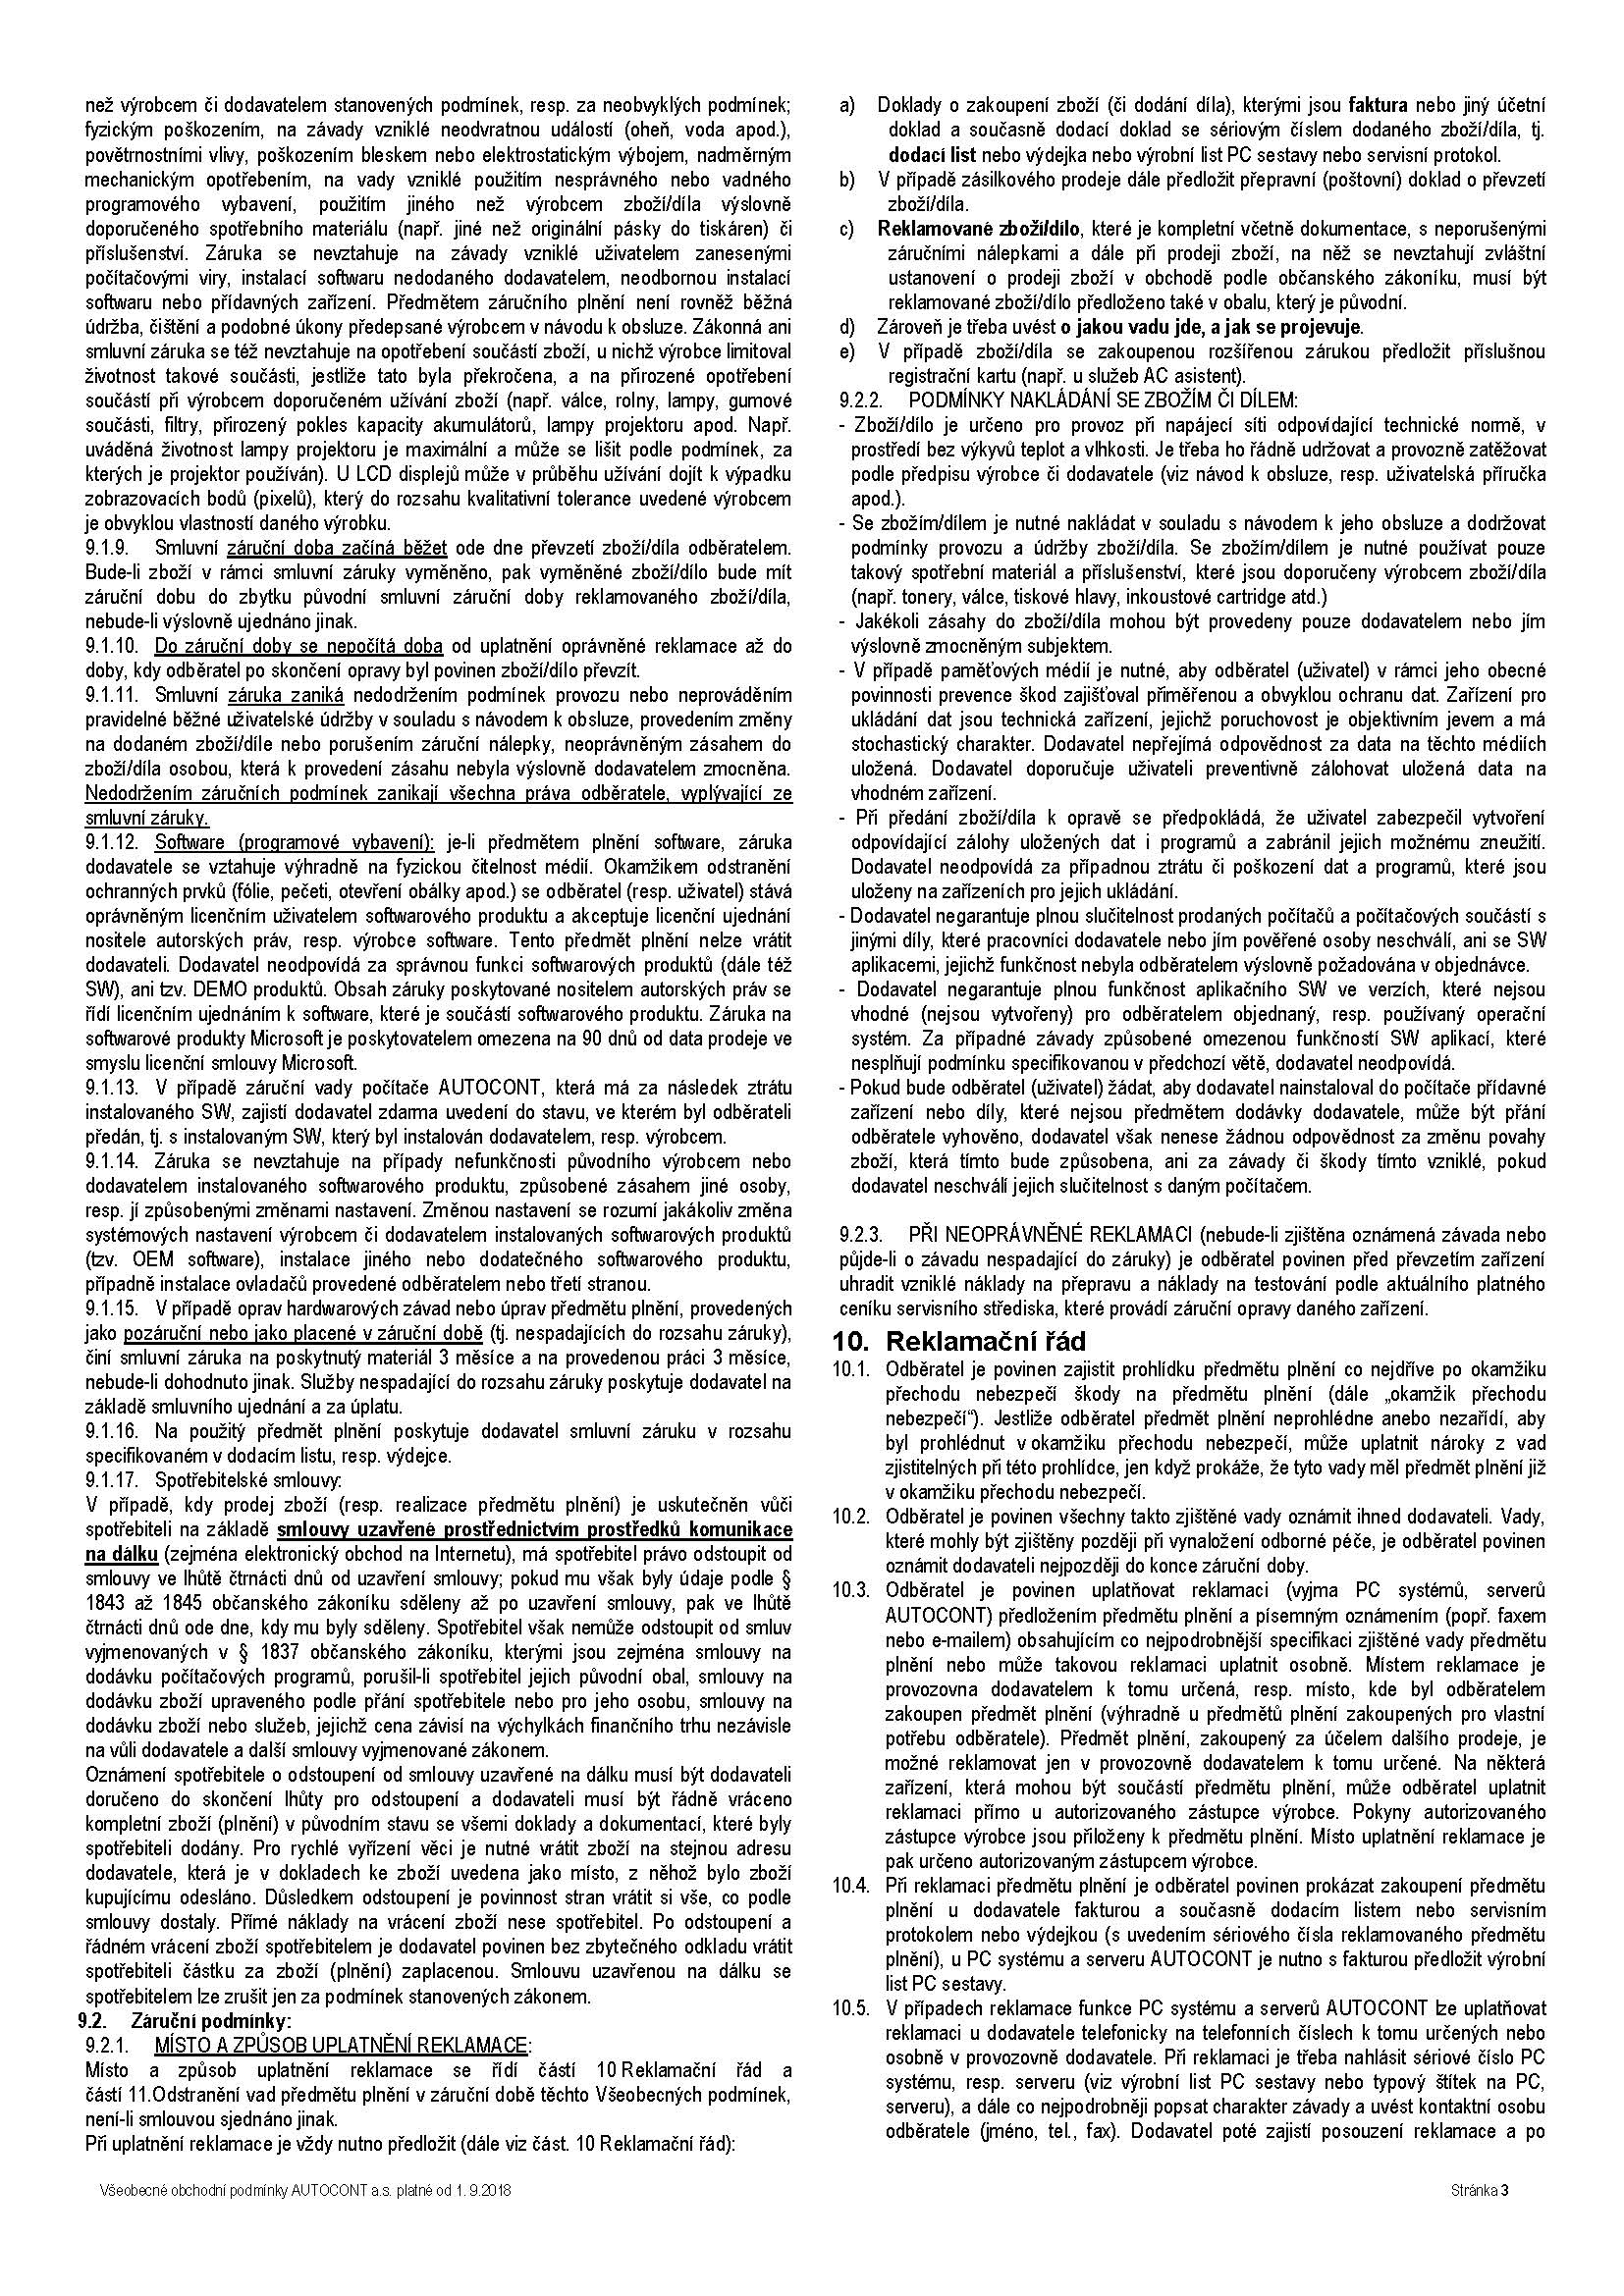 než výrobcem či dodavatelem stanovených podmínek, resp. za neobvyklých podmínek;
fyzickým poškozením, na závady vzniklé neodvratnou událostí (oheň, voda apod.),
povětrnostními vlivy, poškozením bleskem nebo elektrostatickým výbojem, nadměrným
mechanickým opotřebením, na vady vzniklé použitím nesprávného nebo vadného
programového vybavení, použitím jiného než výrobcem zboží/díla výslovně
doporučeného spotřebního materiálu (např. jiné než originální pásky do tiskáren) či
příslušenství. Záruka se nevztahuje na závady vzniklé uživatelem zanesenými
počítačovými viry, instalací softwaru nedodaného dodavatelem, neodbornou instalací
softwaru nebo přídavných zařízení. Předmětem záručního plnění není rovněž běžná
údržba, čištění a podobné úkony předepsané výrobcem v návodu k obsluze. Zákonná ani
smluvní záruka se též nevztahuje na opotřebení součástí zboží, u nichž výrobce limitoval
životnost takové součásti, jestliže tato byla překročena, a na přirozené opotřebení
součástí při výrobcem doporučeném užívání zboží (např. válce, rolny, lampy, gumové
součásti, filtry, přirozený pokles kapacity akumulátorů, lampy projektoru apod. Např.
uváděná životnost lampy projektoru je maximální a může se lišit podle podmínek, za
kterých je projektor používán). U LCD displejů může v průběhu užívání dojít k výpadku
zobrazovacích bodů (pixelů), který do rozsahu kvalitativní tolerance uvedené výrobcem
je obvyklou vlastností daného výrobku.
9.1.9. Smluvní záruční doba začíná běžet ode dne převzetí zboží/díla odběratelem.
Bude-li zboží v rámci smluvní záruky vyměněno, pak vyměněné zboží/dílo bude mít
záruční dobu do zbytku původní smluvní záruční doby reklamovaného zboží/díla,
nebude-li výslovně ujednáno jinak.
9.1.10. Do záruční doby se nepočítá doba od uplatnění oprávněné reklamace až do
doby, kdy odběratel po skončení opravy byl povinen zboží/dílo převzít.
9.1.11. Smluvní záruka zaniká nedodržením podmínek provozu nebo neprováděním
pravidelné běžné uživatelské údržby v souladu s návodem k obsluze, provedením změny
na dodaném zboží/díle nebo porušením záruční nálepky, neoprávněným zásahem do
zboží/díla osobou, která k provedení zásahu nebyla výslovně dodavatelem zmocněna.
Nedodržením záručních podmínek zanikají všechna práva odběratele, vyplývající ze
smluvní záruky.
9.1.12. Software (programové vybavení): je-li předmětem plnění software, záruka
dodavatele se vztahuje výhradně na fyzickou čitelnost médií. Okamžikem odstranění
ochranných prvků (fólie, pečeti, otevření obálky apod.) se odběratel (resp. uživatel) stává
oprávněným licenčním uživatelem softwarového produktu a akceptuje licenční ujednání
nositele autorských práv, resp. výrobce software. Tento předmět plnění nelze vrátit
dodavateli. Dodavatel neodpovídá za správnou funkci softwarových produktů (dále též
SW), ani tzv. DEMO produktů. Obsah záruky poskytované nositelem autorských práv se
řídí licenčním ujednáním k software, které je součástí softwarového produktu. Záruka na
softwarové produkty Microsoft je poskytovatelem omezena na 90 dnů od data prodeje ve
smyslu licenční smlouvy Microsoft.
9.1.13. V případě záruční vady počítače AUTOCONT, která má za následek ztrátu
instalovaného SW, zajistí dodavatel zdarma uvedení do stavu, ve kterém byl odběrateli
předán, tj. s instalovaným SW, který byl instalován dodavatelem, resp. výrobcem.
9.1.14. Záruka se nevztahuje na případy nefunkčnosti původního výrobcem nebo
dodavatelem instalovaného softwarového produktu, způsobené zásahem jiné osoby,
resp. jí způsobenými změnami nastavení. Změnou nastavení se rozumí jakákoliv změna
systémových nastavení výrobcem či dodavatelem instalovaných softwarových produktů
(tzv. OEM software), instalace jiného nebo dodatečného softwarového produktu,
případně instalace ovladačů provedené odběratelem nebo třetí stranou.
9.1.15. V případě oprav hardwarových závad nebo úprav předmětu plnění, provedených
jako pozáruční nebo jako placené v záruční době (tj. nespadajících do rozsahu záruky),
činí smluvní záruka na poskytnutý materiál 3 měsíce a na provedenou práci 3 měsíce,
nebude-li dohodnuto jinak. Služby nespadající do rozsahu záruky poskytuje dodavatel na
základě smluvního ujednání a za úplatu.
9.1.16. Na použitý předmět plnění poskytuje dodavatel smluvní záruku v rozsahu
specifikovaném v dodacím listu, resp. výdejce.
9.1.17. Spotřebitelské smlouvy:
V případě, kdy prodej zboží (resp. realizace předmětu plnění) je uskutečněn vůči
spotřebiteli na základě smlouvy uzavřené prostřednictvím prostředků komunikace
na dálku (zejména elektronický obchod na Internetu), má spotřebitel právo odstoupit od
smlouvy ve lhůtě čtrnácti dnů od uzavření smlouvy; pokud mu však byly údaje podle §
1843 až 1845 občanského zákoníku sděleny až po uzavření smlouvy, pak ve lhůtě
čtrnácti dnů ode dne, kdy mu byly sděleny. Spotřebitel však nemůže odstoupit od smluv
vyjmenovaných v § 1837 občanského zákoníku, kterými jsou zejména smlouvy na
dodávku počítačových programů, porušil-li spotřebitel jejich původní obal, smlouvy na
dodávku zboží upraveného podle přání spotřebitele nebo pro jeho osobu, smlouvy na
dodávku zboží nebo služeb, jejichž cena závisí na výchylkách finančního trhu nezávisle
na vůli dodavatele a další smlouvy vyjmenované zákonem.
Oznámení spotřebitele o odstoupení od smlouvy uzavřené na dálku musí být dodavateli
doručeno do skončení lhůty pro odstoupení a dodavateli musí být řádně vráceno
kompletní zboží (plnění) v původním stavu se všemi doklady a dokumentací, které byly
spotřebiteli dodány. Pro rychlé vyřízení věci je nutné vrátit zboží na stejnou adresu
dodavatele, která je v dokladech ke zboží uvedena jako místo, z něhož bylo zboží
kupujícímu odesláno. Důsledkem odstoupení je povinnost stran vrátit si vše, co podle
smlouvy dostaly. Přímé náklady na vrácení zboží nese spotřebitel. Po odstoupení a
řádném vrácení zboží spotřebitelem je dodavatel povinen bez zbytečného odkladu vrátit
spotřebiteli částku za zboží (plnění) zaplacenou. Smlouvu uzavřenou na dálku se
spotřebitelem lze zrušit jen za podmínek stanovených zákonem.
9.2. Záruční podmínky:
9.2.1. MÍSTO A ZPŮSOB UPLATNĚNÍ REKLAMACE:
Místo a způsob uplatnění reklamace se řídí částí 10 Reklamační řád a
částí 11.Odstranění vad předmětu plnění v záruční době těchto Všeobecných podmínek,
není-li smlouvou sjednáno jinak.
Při uplatnění reklamace je vždy nutno předložit (dále viz část. 10 Reklamační řád):
a) Doklady o zakoupení zboží (či dodání díla), kterými jsou faktura nebo jiný účetní
doklad a současně dodací doklad se sériovým číslem dodaného zboží/díla, tj.
dodací list nebo výdejka nebo výrobní list PC sestavy nebo servisní protokol.
b) V případě zásilkového prodeje dále předložit přepravní (poštovní) doklad o převzetí
zboží/díla.
c) Reklamované zboží/dílo, které je kompletní včetně dokumentace, s neporušenými
záručními nálepkami a dále při prodeji zboží, na něž se nevztahují zvláštní
ustanovení o prodeji zboží v obchodě podle občanského zákoníku, musí být
reklamované zboží/dílo předloženo také v obalu, který je původní.
d) Zároveň je třeba uvést o jakou vadu jde, a jak se projevuje.
e) V případě zboží/díla se zakoupenou rozšířenou zárukou předložit příslušnou
registrační kartu (např. u služeb AC asistent).
9.2.2. PODMÍNKY NAKLÁDÁNÍ SE ZBOŽÍM ČI DÍLEM:
- Zboží/dílo je určeno pro provoz při napájecí síti odpovídající technické normě, v
prostředí bez výkyvů teplot a vlhkosti. Je třeba ho řádně udržovat a provozně zatěžovat
podle předpisu výrobce či dodavatele (viz návod k obsluze, resp. uživatelská příručka
apod.).
- Se zbožím/dílem je nutné nakládat v souladu s návodem k jeho obsluze a dodržovat
podmínky provozu a údržby zboží/díla. Se zbožím/dílem je nutné používat pouze
takový spotřební materiál a příslušenství, které jsou doporučeny výrobcem zboží/díla
(např. tonery, válce, tiskové hlavy, inkoustové cartridge atd.)
- Jakékoli zásahy do zboží/díla mohou být provedeny pouze dodavatelem nebo jím
výslovně zmocněným subjektem.
- V případě paměťových médií je nutné, aby odběratel (uživatel) v rámci jeho obecné
povinnosti prevence škod zajišťoval přiměřenou a obvyklou ochranu dat. Zařízení pro
ukládání dat jsou technická zařízení, jejichž poruchovost je objektivním jevem a má
stochastický charakter. Dodavatel nepřejímá odpovědnost za data na těchto médiích
uložená. Dodavatel doporučuje uživateli preventivně zálohovat uložená data na
vhodném zařízení.
- Při předání zboží/díla k opravě se předpokládá, že uživatel zabezpečil vytvoření
odpovídající zálohy uložených dat i programů a zabránil jejich možnému zneužití.
Dodavatel neodpovídá za případnou ztrátu či poškození dat a programů, které jsou
uloženy na zařízeních pro jejich ukládání.
- Dodavatel negarantuje plnou slučitelnost prodaných počítačů a počítačových součástí s
jinými díly, které pracovníci dodavatele nebo jím pověřené osoby neschválí, ani se SW
aplikacemi, jejichž funkčnost nebyla odběratelem výslovně požadována v objednávce.
- Dodavatel negarantuje plnou funkčnost aplikačního SW ve verzích, které nejsou
vhodné (nejsou vytvořeny) pro odběratelem objednaný, resp. používaný operační
systém. Za případné závady způsobené omezenou funkčností SW aplikací, které
nesplňují podmínku specifikovanou v předchozí větě, dodavatel neodpovídá.
- Pokud bude odběratel (uživatel) žádat, aby dodavatel nainstaloval do počítače přídavné
zařízení nebo díly, které nejsou předmětem dodávky dodavatele, může být přání
odběratele vyhověno, dodavatel však nenese žádnou odpovědnost za změnu povahy
zboží, která tímto bude způsobena, ani za závady či škody tímto vzniklé, pokud
dodavatel neschválí jejich slučitelnost s daným počítačem.
9.2.3. PŘI NEOPRÁVNĚNÉ REKLAMACI (nebude-li zjištěna oznámená závada nebo
půjde-li o závadu nespadající do záruky) je odběratel povinen před převzetím zařízení
uhradit vzniklé náklady na přepravu a náklady na testování podle aktuálního platného
ceníku servisního střediska, které provádí záruční opravy daného zařízení.
10. Reklamační řád
10.1. Odběratel je povinen zajistit prohlídku předmětu plnění co nejdříve po okamžiku
přechodu nebezpečí škody na předmětu plnění (dále „okamžik přechodu
nebezpečí“). Jestliže odběratel předmět plnění neprohlédne anebo nezařídí, aby
byl prohlédnut v okamžiku přechodu nebezpečí, může uplatnit nároky z vad
zjistitelných při této prohlídce, jen když prokáže, že tyto vady měl předmět plnění již
v okamžiku přechodu nebezpečí.
10.2. Odběratel je povinen všechny takto zjištěné vady oznámit ihned dodavateli. Vady,
které mohly být zjištěny později při vynaložení odborné péče, je odběratel povinen
oznámit dodavateli nejpozději do konce záruční doby.
10.3. Odběratel je povinen uplatňovat reklamaci (vyjma PC systémů, serverů
AUTOCONT) předložením předmětu plnění a písemným oznámením (popř. faxem
nebo e-mailem) obsahujícím co nejpodrobnější specifikaci zjištěné vady předmětu
plnění nebo může takovou reklamaci uplatnit osobně. Místem reklamace je
provozovna dodavatelem k tomu určená, resp. místo, kde byl odběratelem
zakoupen předmět plnění (výhradně u předmětů plnění zakoupených pro vlastní
potřebu odběratele). Předmět plnění, zakoupený za účelem dalšího prodeje, je
možné reklamovat jen v provozovně dodavatelem k tomu určené. Na některá
zařízení, která mohou být součástí předmětu plnění, může odběratel uplatnit
reklamaci přímo u autorizovaného zástupce výrobce. Pokyny autorizovaného
zástupce výrobce jsou přiloženy k předmětu plnění. Místo uplatnění reklamace je
pak určeno autorizovaným zástupcem výrobce.
10.4. Při reklamaci předmětu plnění je odběratel povinen prokázat zakoupení předmětu
plnění u dodavatele fakturou a současně dodacím listem nebo servisním
protokolem nebo výdejkou (s uvedením sériového čísla reklamovaného předmětu
plnění), u PC systému a serveru AUTOCONT je nutno s fakturou předložit výrobní
list PC sestavy.
10.5. V případech reklamace funkce PC systému a serverů AUTOCONT lze uplatňovat
reklamaci u dodavatele telefonicky na telefonních číslech k tomu určených nebo
osobně v provozovně dodavatele. Při reklamaci je třeba nahlásit sériové číslo PC
systému, resp. serveru (viz výrobní list PC sestavy nebo typový štítek na PC,
serveru), a dále co nejpodrobněji popsat charakter závady a uvést kontaktní osobu
odběratele (jméno, tel., fax). Dodavatel poté zajistí posouzení reklamace a po
Všeobecné obchodní podmínky AUTOCONT a.s. platné od 1. 9.2018
Stránka 3